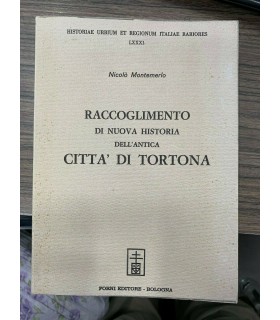 HISTORIAE URBIUM ET REGIONUM ITALIAE RARIORES
LXXXI
Nicolò Montemerlo
RACCOGLIMENTO
DI NUOVA HISTORIA
DELL'ANTICA
CITTA' DI TORTONA
FORNI EDITORE - BOLOGNA